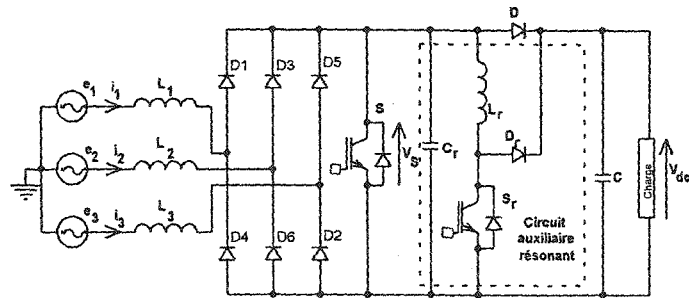 D
D1
D3
D5
e1
i1
L1
S
Lr
Cr
Dr
VS
e2
i2
L2
C
Charge
Vdc
Sr
e3
i3
L3
D4
D6
D2
Circuit
auxiliaire
résonant